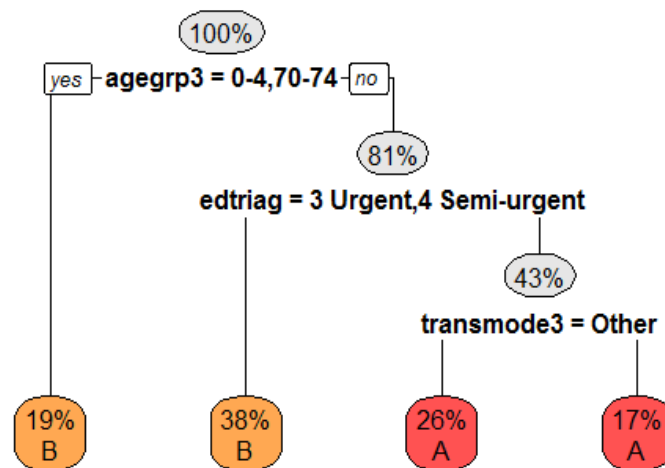 100%
yes agegrp3 = 0-4,70-74 no
81%
edtriag = 3 Urgent,4 Semi-urgent
43%
transmode3 = Other
19% 38% 26% 17%
B B A A